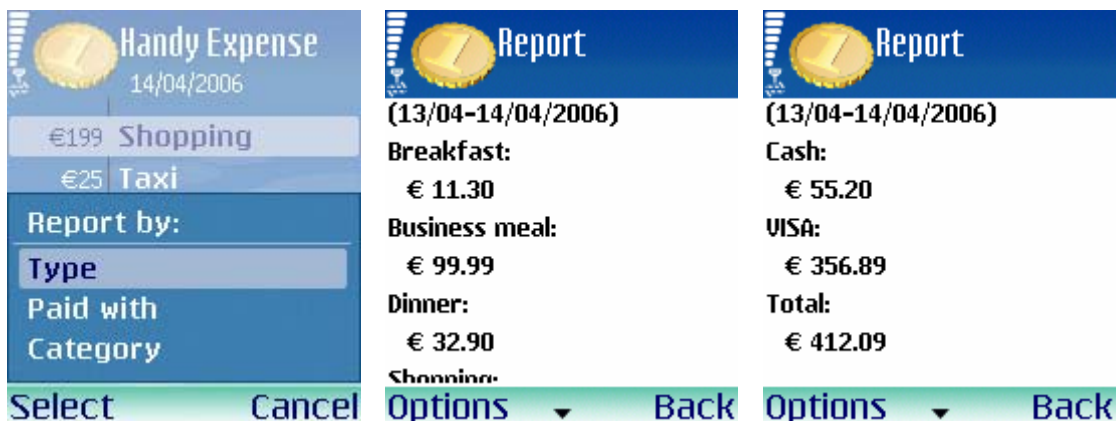 Handy Expense
14/04/2006
€199 Shopping
€25 Taxi
Report by:
Type
Paid with
Category
Select Cancel
Report
(13/04-14/04/2006)
Breakfast:
€ 11.30
Business meal:
€ 99.99
Dinner:
€ 32.90
Shopping:
Options Back
Report
(13/04-14/04/2006)
Cash:
€ 55.20
VISA:
€ 356.89
Total:
€ 412.09
Options Back